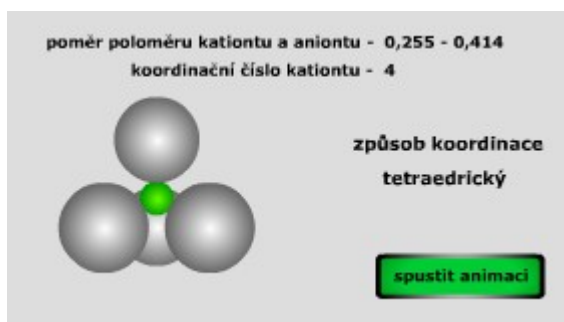 poměr poloměru kationtu a aniontu - 0,255 - 0,414
koordinační číslo kationtu - 4
způsob koordinace
tetraedrický
spustit animaci